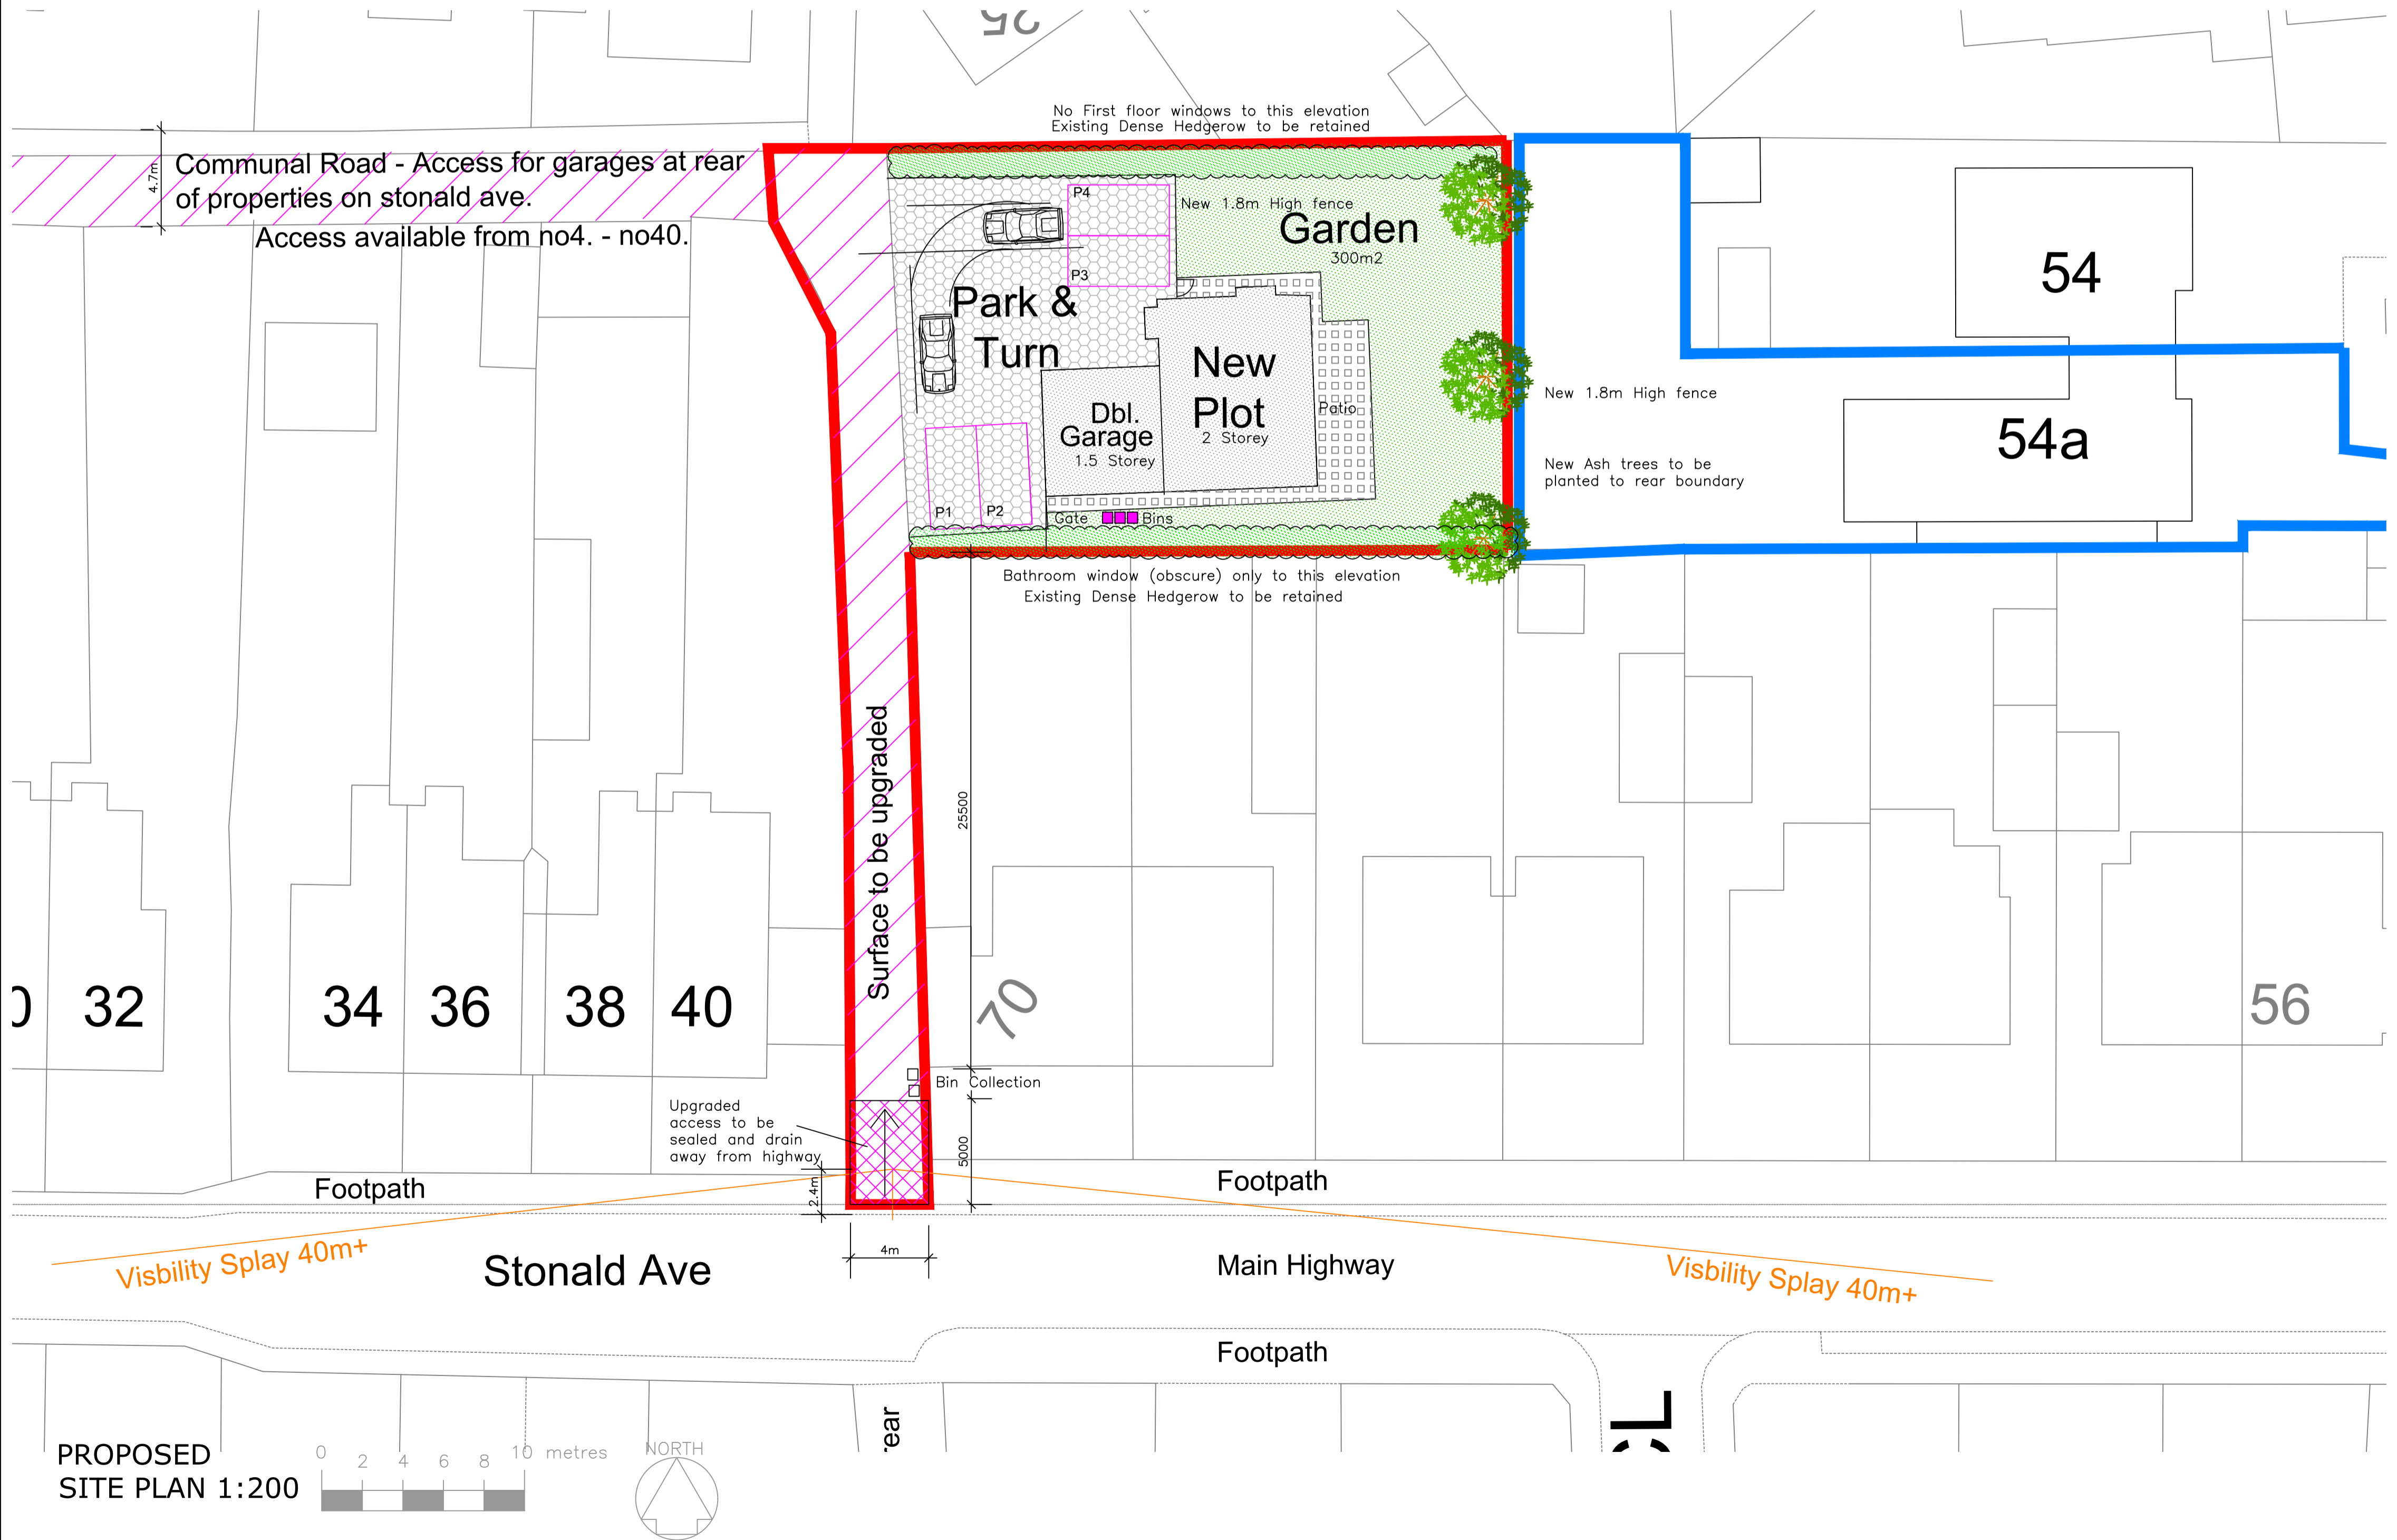 25
No First floor windows to this elevation
Existing Dense Hedgerow to be retained
4.7m
Communal Road - Access for garages at rear
of properties on stonald ave.
Access available from no4. - no40.
P4
New 1.8m High fence
Garden
300m2
P3
Park &
Turn
New
Plot
2 Storey
Patio
Dbl.
Garage
1.5 Storey
P1
P2
Gate
Bins
54
54a
New 1.8m High fence
New Ash trees to be
planted to rear boundary
Bathroom window (obscure) only to this elevation
Existing Dense Hedgerow to be retained
Surface to be upgraded
25500
0
32
34
36
38
40
70
56
Bin Collection
Upgraded
access to be
sealed and drain
away from highway
2.4m
5000
Footpath
Footpath
4m
Visbility Splay 40m+
Stonald Ave
Main Highway
Visbility Splay 40m+
Footpath
rear
PROPOSED
SITE PLAN 1:200
0 2 4 6 8 10 metres
NORTH